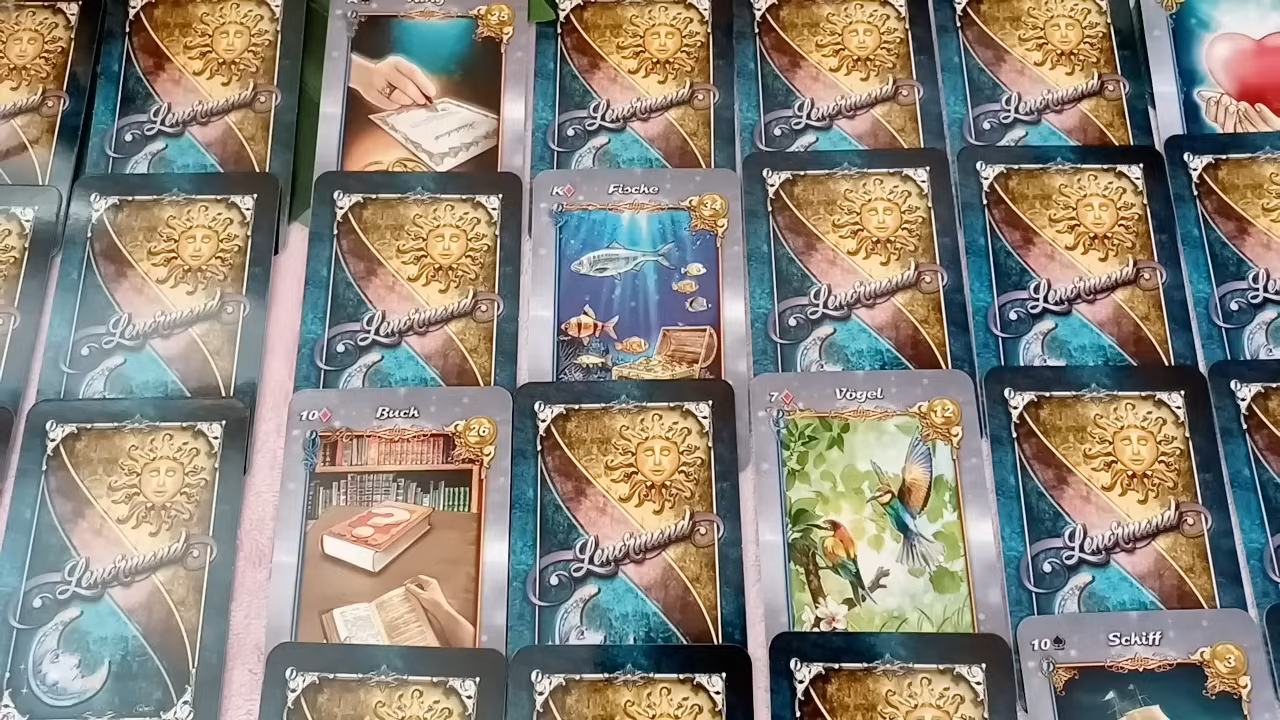 25
Lenormand
Lenormand
Lenormand
Lenormand
K Fische
34
Lenormand
Lenormand
Lenormand
Lenormand
10 Buch
26
7 Vögel
12
?
Lenormand
Lenormand
Lenormand
10 Schiff
3